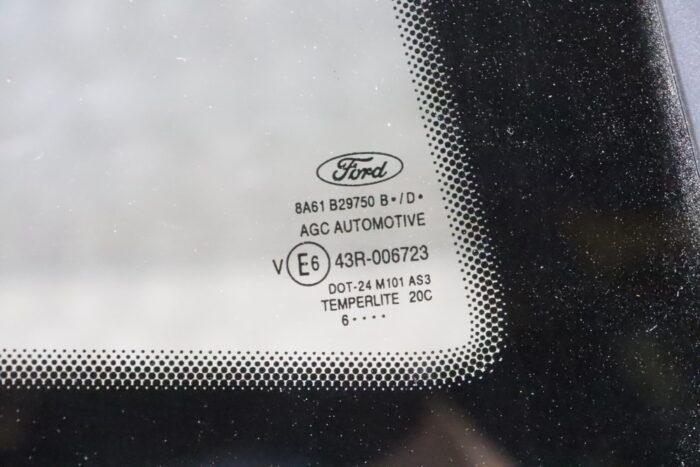 Ford
8A61 B29750 B• /D•
AGC AUTOMOTIVE
V E6 43R-006723
DOT-24 M101 AS3
TEMPERLITE 20C
6 • • • •